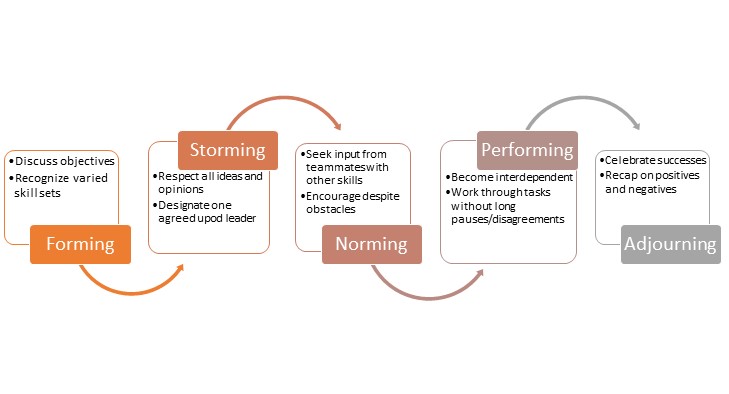 •Discuss objectives
•Recognize varied
skill sets
Forming
Storming
•Respect all ideas and
opinions
•Designate one
agreed upod leader
•Seek input from
teammates with
other skills
•Encourage despite
obstacles
Norming
Performing
•Become interdependent
•Work through tasks
without long
pauses/disagreements
•Celebrate successes
•Recap on positives
and negatives
Adjourning